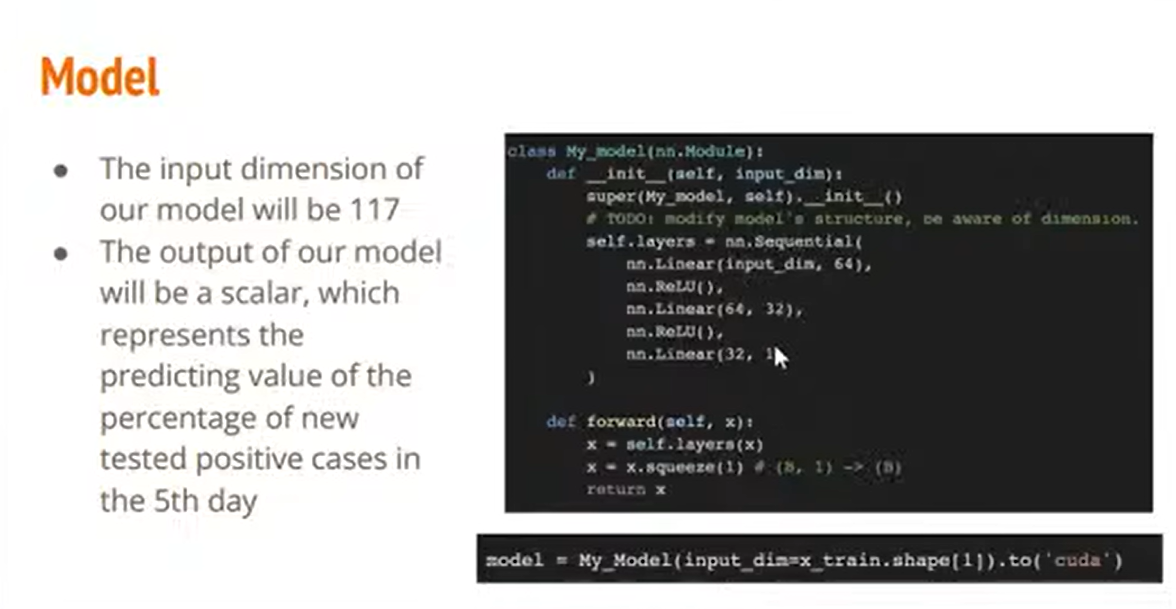 Model
● The input dimension of
our model will be 117
● The output of our model
will be a scalar, which
represents the
predicting value of the
percentage of new
tested positive cases in
the 5th day
class My_model(nn.Module):
    def __init__(self, input_dim):
        super(My_model, self).__init__()
        # TODO: modify model's structure, be aware of dimension.
        self.layers = nn.Sequential(
            nn.Linear(input_dim, 64),
            nn.ReLU(),
            nn.Linear(64, 32),
            nn.ReLU(),
            nn.Linear(32, 1
        )
    def forward(self, x):
        x = self.layers(x)
        x = x.squeeze(1) # (B, 1) -> (B)
        return x
model = My_Model(input_dim=x_train.shape[1]).to('cuda')